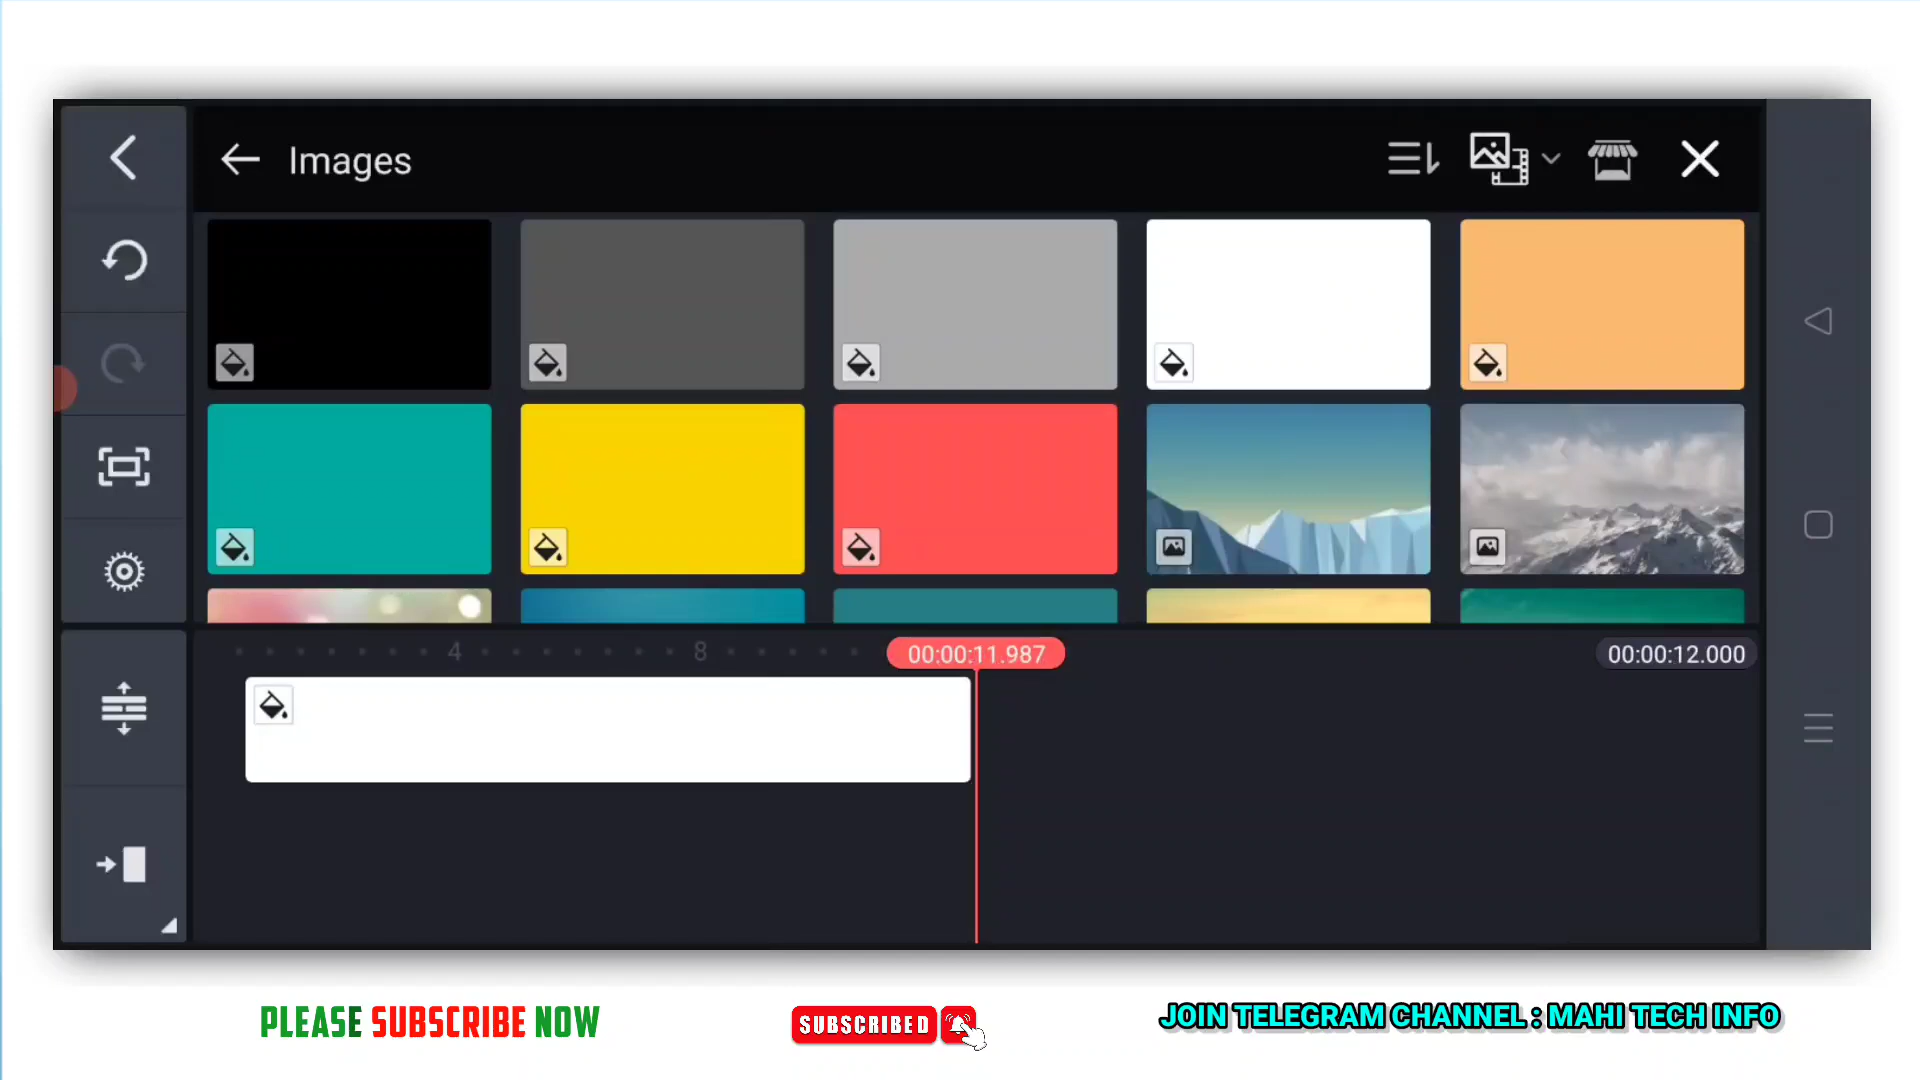 Images
4
8
00:00:11.987
00:00:12.000
PLEASE SUBSCRIBE NOW
SUBSCRIBED
JOIN TELEGRAM CHANNEL : MAHI TECH INFO